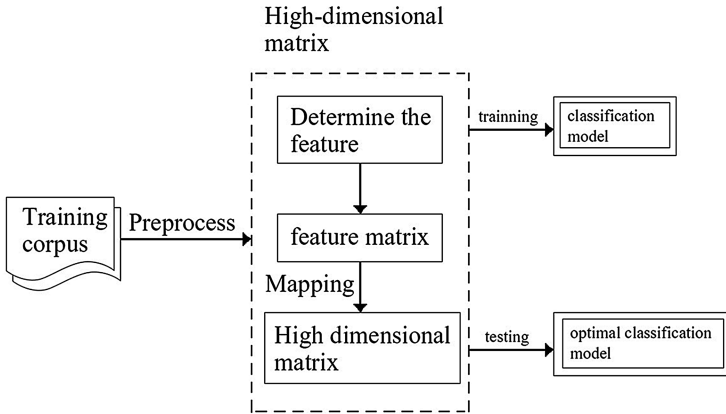 High-dimensional
matrix
Determine the
feature
trainning
classification
model
Training
corpus
Preprocess
feature matrix
Mapping
High dimensional
matrix
testing
optimal classification
model